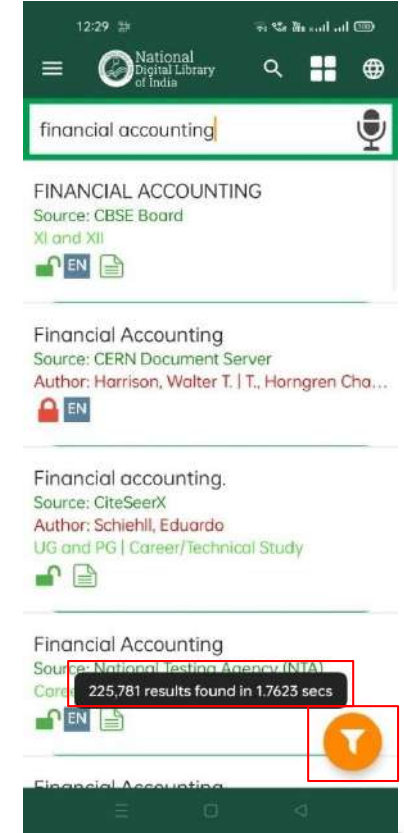 12:29
National
Digital Library
of India
financial accounting
FINANCIAL ACCOUNTING
Source: CBSE Board
XI and XII
EN
Financial Accounting
Source: CERN Document Server
Author: Harrison, Walter T. | T., Horngren Cha...
EN
Financial accounting.
Source: CiteSeerX
Author: Schiehll, Eduardo
UG and PG | Career/Technical Study
Financial Accounting
Source: National Testing Agency (NTA)
225,781 results found in 1.7623 secs
EN
Financial Accounting